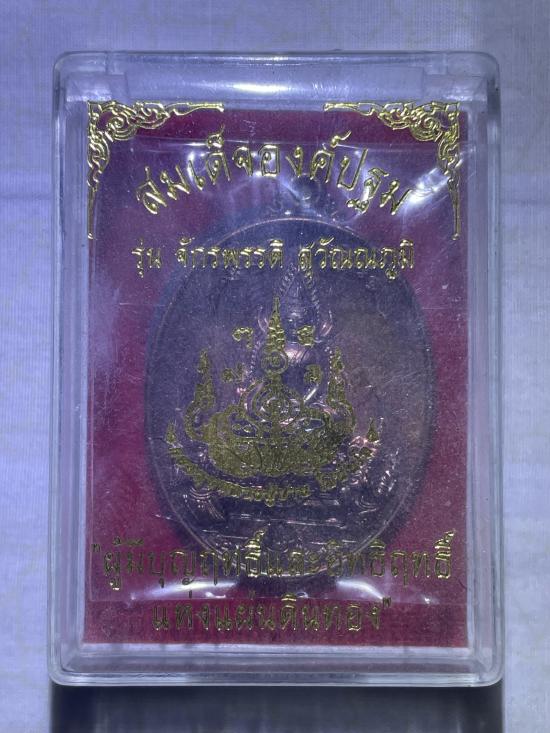 สมเด็จองค์ปฐม
รุ่น จักรพรรดิ สุวัณณภูมิ
"ผู้มีบุญฤทธิ์และอิทธิฤทธิ์
แห่งแผ่นดินทอง"